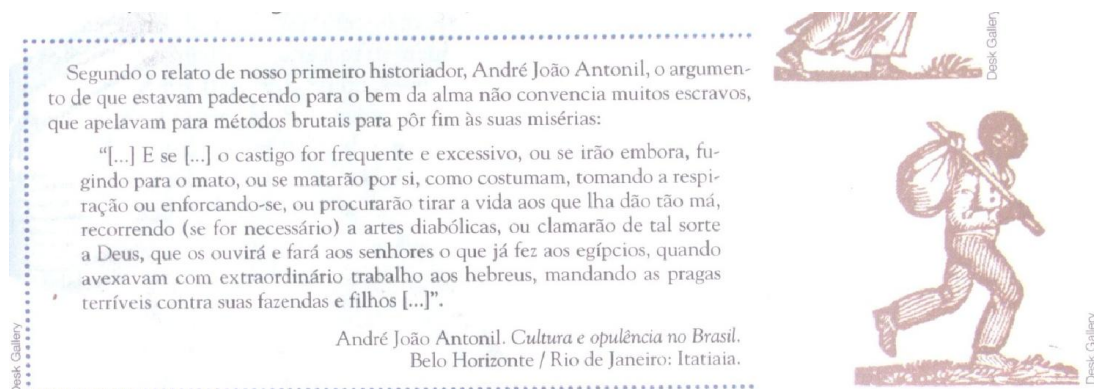 Segundo o relato de nosso primeiro historiador, André João Antonil, o argumen-
to de que estavam padecendo para o bem da alma não convencia muitos escravos,
que apelavam para métodos brutais para pôr fim às suas misérias:
“[...] E se [...] o castigo for frequente e excessivo, ou se irão embora, fu-
gindo para o mato, ou se matarão por si, como costumam, tomando a respi-
ração ou enforcando-se, ou procurarão tirar a vida aos que lha dão tão má,
recorrendo (se for necessário) a artes diabólicas, ou clamarão de tal sorte
a Deus, que os ouvirá e fará aos senhores o que já fez aos egípcios, quando
avexavam com extraordinário trabalho aos hebreus, mandando as pragas
terríveis contra suas fazendas e filhos [...]”.
André João Antonil. Cultura e opulência no Brasil.
Belo Horizonte / Rio de Janeiro: Itatiaia.
Desk Gallery
Desk Gallery
Desk Gallery